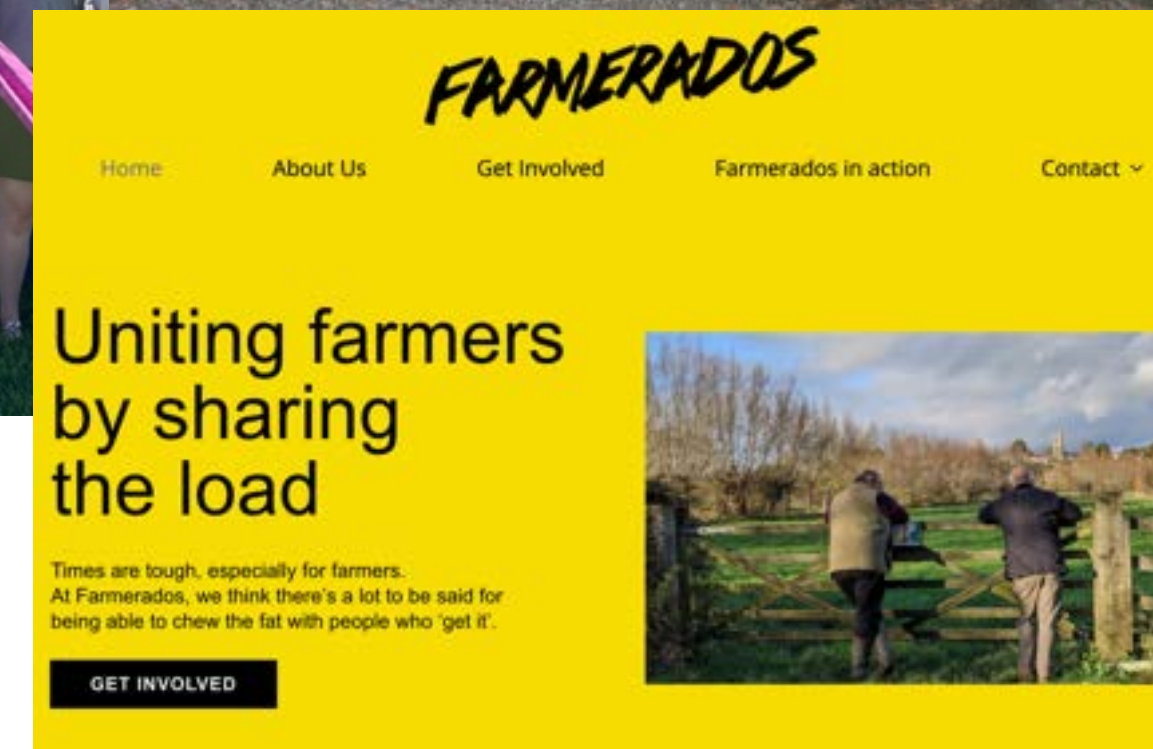 FARMERADOS
Home About Us Get Involved Farmerados in action Contact
Uniting farmers
by sharing
the load
Times are tough, especially for farmers.
At Farmerados, we think there's a lot to be said for
being able to chew the fat with people who 'get it'.
GET INVOLVED